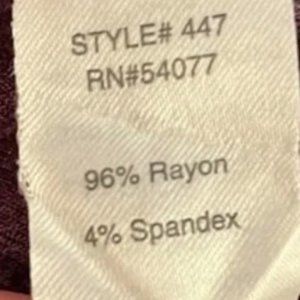 STYLE# 447
RN#54077
96% Rayon
4% Spandex